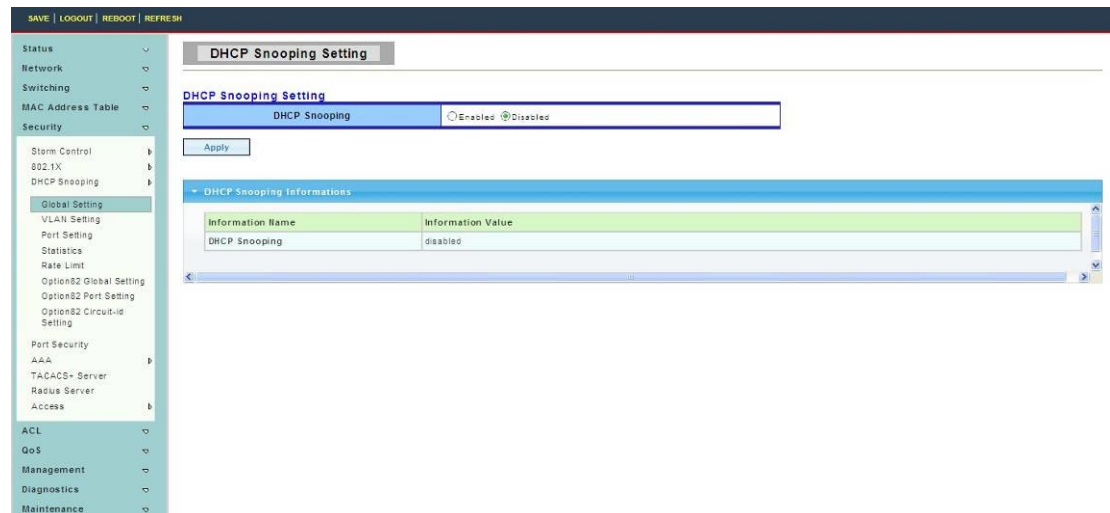 SAVE | LOGOUT | REBOOT | REFRESH
Status
Network
Switching
MAC Address Table
Security
Storm Control
802.1X
DHCP Snooping
Global Setting
VLAN Setting
Port Setting
Statistics
Rate Limit
Option82 Global Setting
Option82 Port Setting
Option82 Circuit-id
Setting
Port Security
AAA
TACACS+ Server
Radius Server
Access
ACL
QoS
Management
Diagnostics
Maintenance
DHCP Snooping Setting
DHCP Snooping Setting
DHCP Snooping Enabled Disabled
Apply
DHCP Snooping Informations
Information Name Information Value
DHCP Snooping disabled